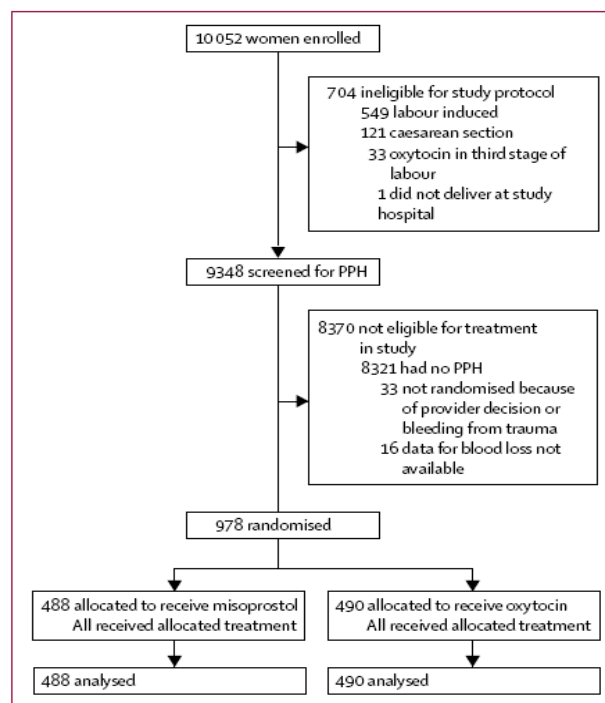 10 052 women enrolled
704 ineligible for study protocol
549 labour induced
121 caesarean section
33 oxytocin in third stage of
labour
1 did not deliver at study
hospital
9348 screened for PPH
8370 not eligible for treatment
in study
8321 had no PPH
33 not randomised because
of provider decision or
bleeding from trauma
16 data for blood loss not
available
978 randomised
488 allocated to receive misoprostol
All received allocated treatment
490 allocated to receive oxytocin
All received allocated treatment
488 analysed
490 analysed